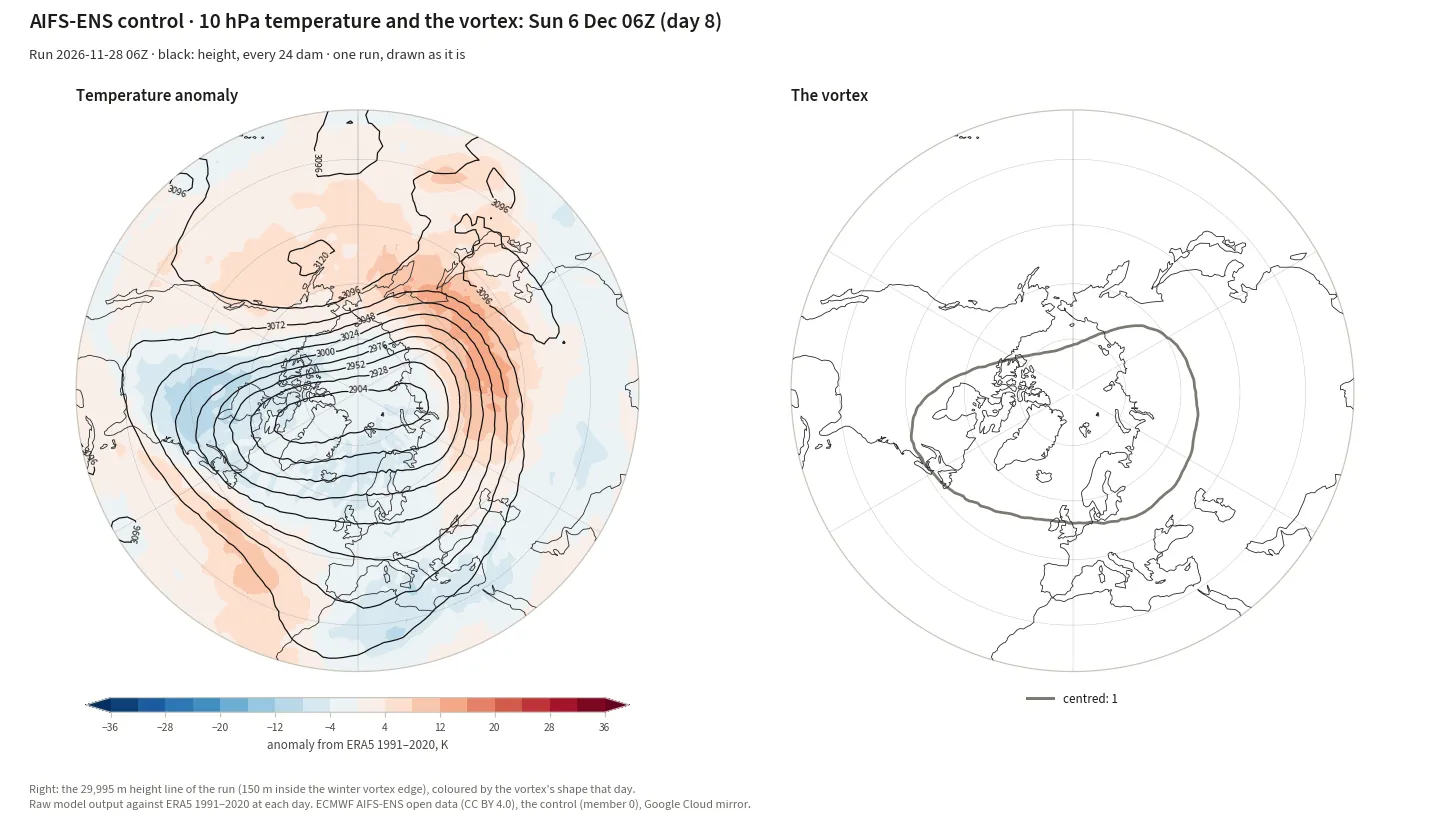 AIFS-ENS control · 10 hPa temperature and the vortex: Sun 6 Dec 06Z (day 8)
Run 2026-11-28 06Z · black: height, every 24 dam · one run, drawn as it is
Temperature anomaly
The vortex
3096
3096
3096
3120
3096
3096
3072
3048
3024
3000
2976
2952
2928
2904
3096
3096
−36 −28 −20 −12 −4 4 12 20 28 36
anomaly from ERA5 1991–2020, K
centred: 1
Right: the 29,995 m height line of the run (150 m inside the winter vortex edge), coloured by the vortex's shape that day.
Raw model output against ERA5 1991–2020 at each day. ECMWF AIFS-ENS open data (CC BY 4.0), the control (member 0), Google Cloud mirror.